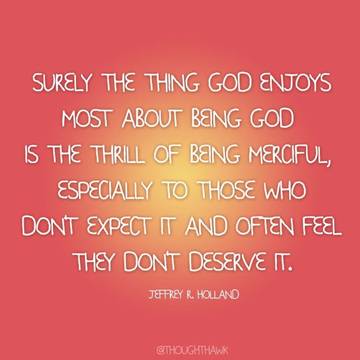 SURELY THE THING GOD ENJOYS
MOST ABOUT BEING GOD
IS THE THRILL OF BEING MERCIFUL,
ESPECIALLY TO THOSE WHO
DON'T EXPECT IT AND OFTEN FEEL
THEY DON'T DESERVE IT.
JEFFREY R. HOLLAND
@THOUGHTHAWK